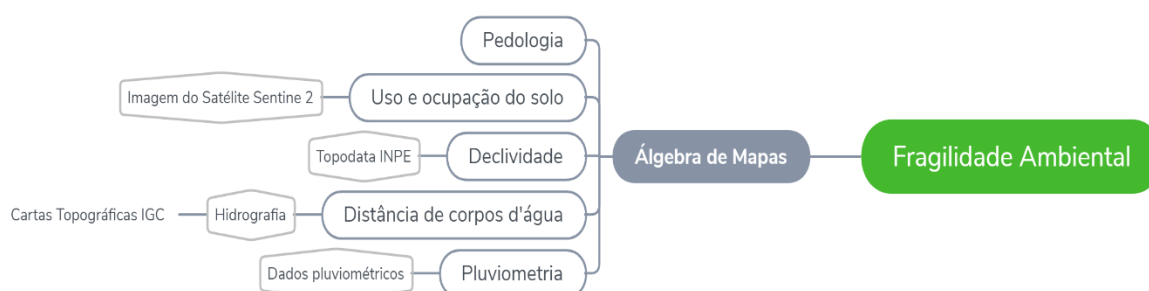 Pedologia
Imagem do Satélite Sentine 2
Uso e ocupação do solo
Topodata INPE
Declividade
Álgebra de Mapas
Fragilidade Ambiental
Cartas Topográficas IGC
Hidrografia
Distância de corpos d'água
Dados pluviométricos
Pluviometria